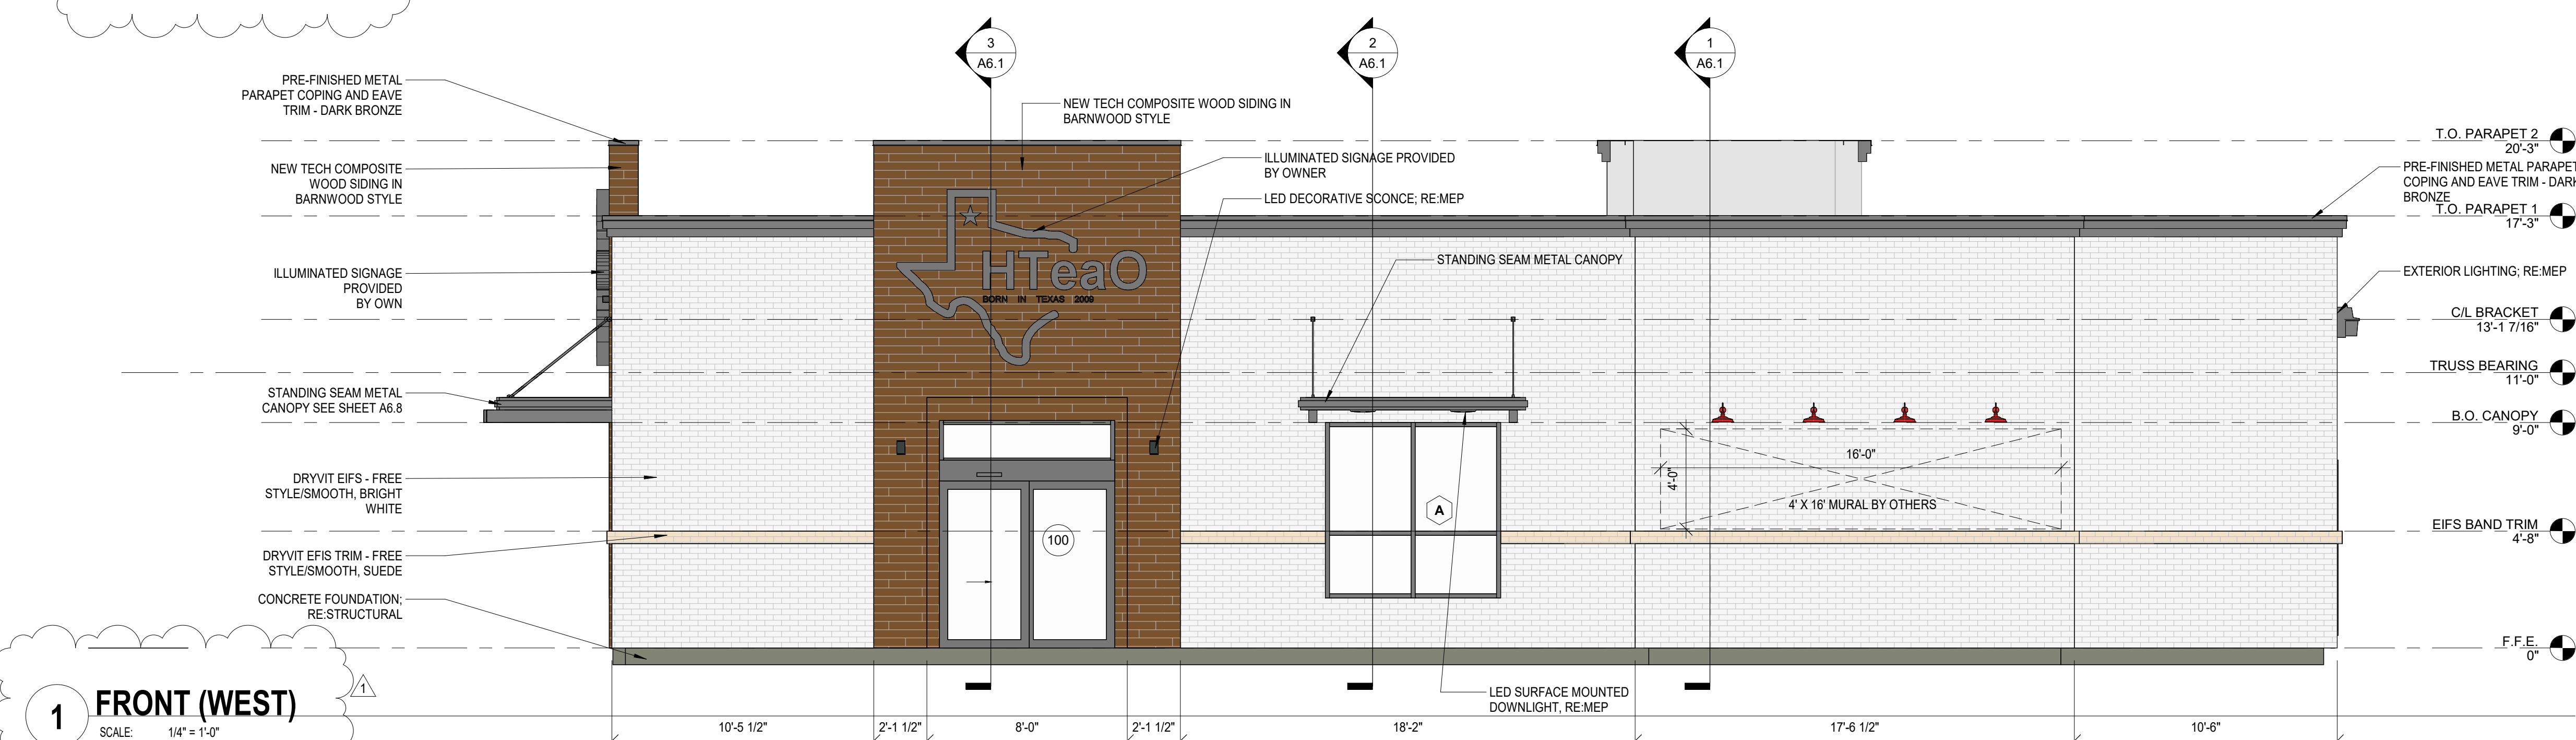 3
A6.1
2
A6.1
1
A6.1
PRE-FINISHED METAL
PARAPET COPING AND EAVE
TRIM - DARK BRONZE
NEW TECH COMPOSITE WOOD SIDING IN
BARNWOOD STYLE
NEW TECH COMPOSITE
WOOD SIDING IN
BARNWOOD STYLE
ILLUMINATED SIGNAGE PROVIDED
BY OWNER
LED DECORATIVE SCONCE; RE:MEP
T.O. PARAPET 2
20'-3"
PRE-FINISHED METAL PARAPET
COPING AND EAVE TRIM - DARK
BRONZE
T.O. PARAPET 1
17'-3"
ILLUMINATED SIGNAGE
PROVIDED
BY OWN
HTeaO
BORN IN TEXAS 2009
STANDING SEAM METAL CANOPY
EXTERIOR LIGHTING; RE:MEP
C/L BRACKET
13'-1 7/16"
TRUSS BEARING
11'-0"
STANDING SEAM METAL
CANOPY SEE SHEET A6.8
B.O. CANOPY
9'-0"
16'-0"
4'-0"
4' X 16' MURAL BY OTHERS
DRYVIT EIFS - FREE
STYLE/SMOOTH, BRIGHT
WHITE
A
100
EIFS BAND TRIM
4'-8"
DRYVIT EFIS TRIM - FREE
STYLE/SMOOTH, SUEDE
CONCRETE FOUNDATION;
RE:STRUCTURAL
F.F.E.
0"
LED SURFACE MOUNTED
DOWNLIGHT, RE:MEP
1
1
FRONT (WEST)
SCALE: 1/4" = 1'-0"
10'-5 1/2"
2'-1 1/2"
8'-0"
2'-1 1/2"
18'-2"
17'-6 1/2"
10'-6"